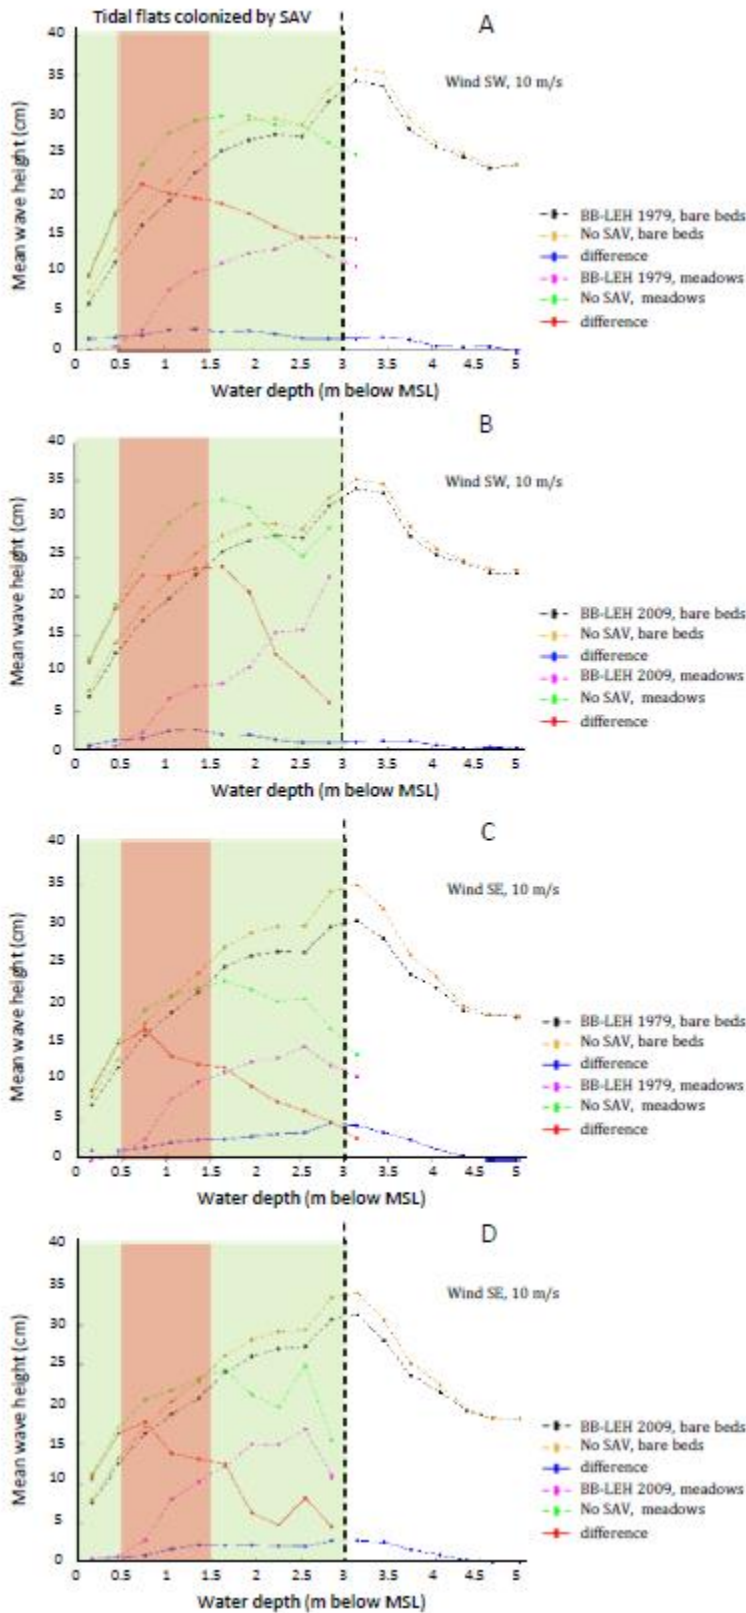 Tidal flats colonized by SAV
A
40
35
30
25
20
15
10
5
0
Mean wave height (cm)
Wind SW, 10 m/s
BB-LEH 1979, bare beds
No SAV, bare beds
difference
BB-LEH 1979, meadows
No SAV, meadows
difference
0 0.5 1 1.5 2 2.5 3 3.5 4 4.5 5
Water depth (m below MSL)
B
40
35
30
25
20
15
10
5
0
Mean wave height (cm)
Wind SW, 10 m/s
BB-LEH 2009, bare beds
No SAV, bare beds
difference
BB-LEH 2009, meadows
No SAV, meadows
difference
0 0.5 1 1.5 2 2.5 3 3.5 4 4.5 5
Water depth (m below MSL)
C
40
35
30
25
20
15
10
5
0
Mean wave height (cm)
Wind SE, 10 m/s
BB-LEH 1979, bare beds
No SAV, bare beds
difference
BB-LEH 1979, meadows
No SAV, meadows
difference
0 0.5 1 1.5 2 2.5 3 3.5 4 4.5 5
Water depth (m below MSL)
D
40
35
30
25
20
15
10
5
0
Mean wave height (cm)
Wind SE, 10 m/s
BB-LEH 2009, bare beds
No SAV, bare beds
difference
BB-LEH 2009, meadows
No SAV, meadows
difference
0 0.5 1 1.5 2 2.5 3 3.5 4 4.5 5
Water depth (m below MSL)